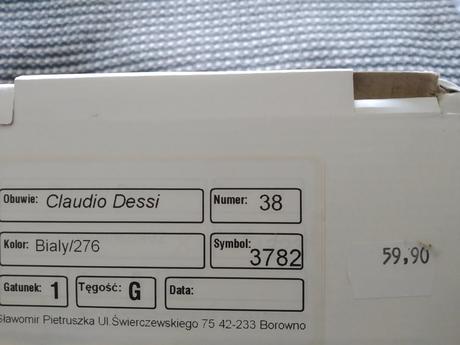 Obuwie: Claudio Dessi Numer: 38
Kolor: Bialy/276 Symbol: 3782
59,90
Gatunek: 1 Tęgość: G Data:
Sławomir Pietruszka Ul.Świerczewskiego 75 42-233 Borowno